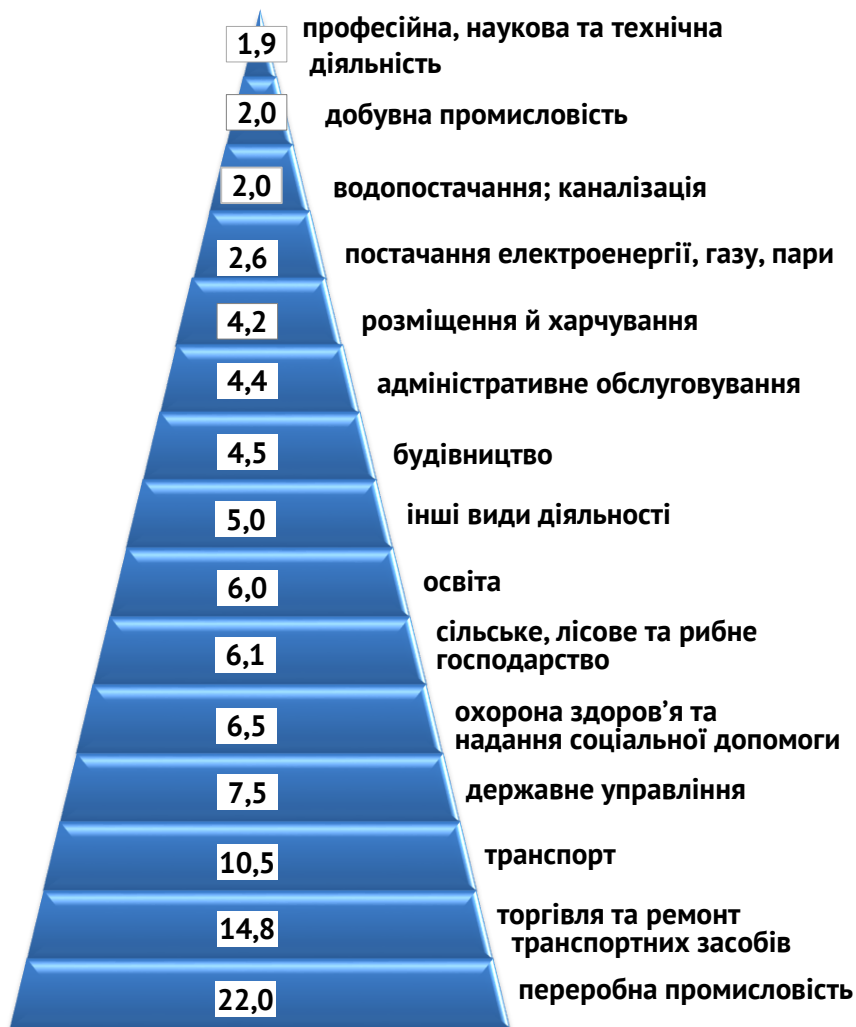 1,9
професійна, наукова та технічна
діяльність
2,0
добувна промисловість
2,0
водопостачання; каналізація
2,6
постачання електроенергії, газу, пари
4,2
розміщення й харчування
4,4
адміністративне обслуговування
4,5
будівництво
5,0
інші види діяльності
6,0
освіта
6,1
сільське, лісове та рибне
господарство
6,5
охорона здоров’я та
надання соціальної допомоги
7,5
державне управління
10,5
транспорт
14,8
торгівля та ремонт
транспортних засобів
22,0
переробна промисловість